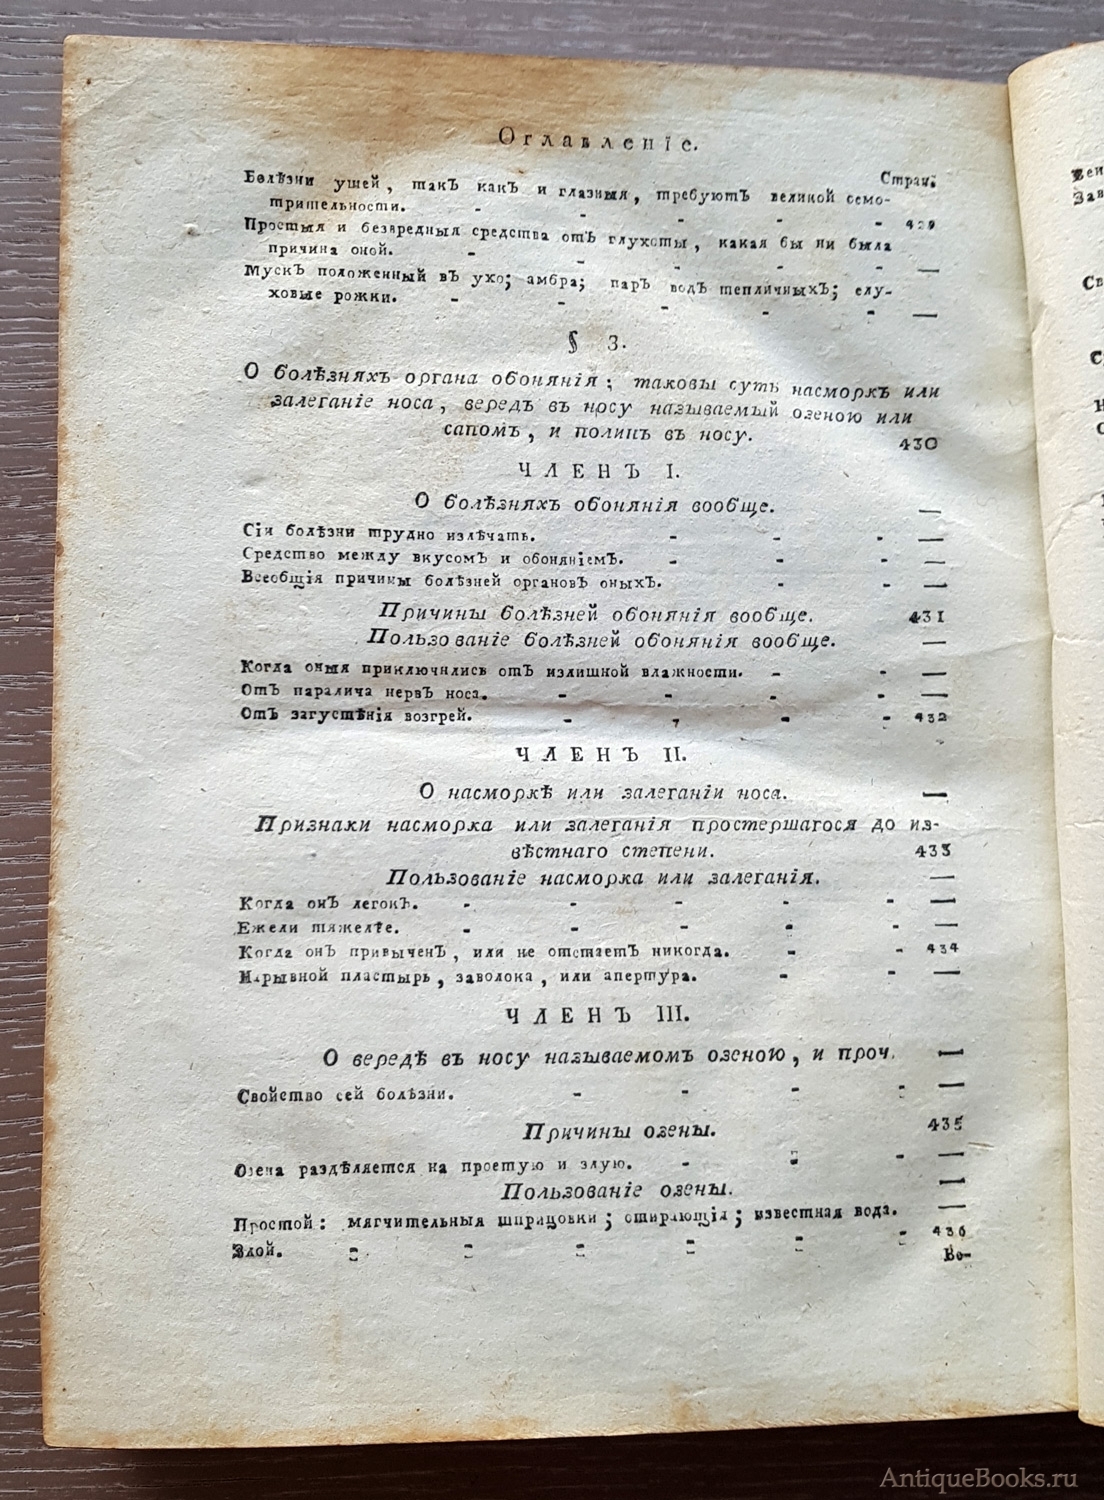 Оглавленіе.
Стран:
Болѣзни ушей, такъ какъ и глазныя, требуютъ великой осмо-
трительности. - - - - - 429
Простыя и безвредныя средства отъ глухоты, какая бы ни была
причина оной. - - - - - —
Мускъ положенный въ ухо; амбра; паръ водъ тепличныхъ; слу-
ховые рожки. - - - - - —
§ 3.
О болѣзняхъ органа обонянія; таковы суть насморкъ или
залеганіе носа, вередъ въ носу называемый озеною или
сапомъ, и полипъ въ носу. 430
ЧЛЕНЪ I.
О болѣзняхъ обонянія вообще. —
Сіи болѣзни трудно излѣчать. - - - —
Средство между вкусомъ и обоняніемъ. - - - —
Всеобщія причины болѣзней органовъ оныхъ. - - —
Причины болѣзней обонянія вообще. 431
Пользованіе болѣзней обонянія вообще. —
Когда оныя приключились отъ излишной влажности. - - —
Отъ паралича нервъ носа. - - - - —
Отъ загустѣнія возгрей. - - - - 432
ЧЛЕНЪ II.
О насморкѣ или залеганіи носа. —
Признаки насморка или залеганія простершагося до из-
вѣстнаго степени. 433
Пользованіе насморка или залеганія. —
Когда онъ легокъ. - - - - - —
Ежели тяжелѣе. - - - - - —
Когда онъ привыченъ, или не отстаетъ никогда. - - 434
Нарывной пластырь, заволока, или апертура. - - —
ЧЛЕНЪ III.
О вередѣ въ носу называемомъ озеною, и проч. —
Свойство сей болѣзни. - - - - —
Причины озены. 435
Озена раздѣляется на простую и злую. - - - —
Пользованіе озены. —
Простой: мягчительныя шприцовки; стирающія; известная вода. —
Злой. - - - - - - 436
Ве-
AntiqueBooks.ru